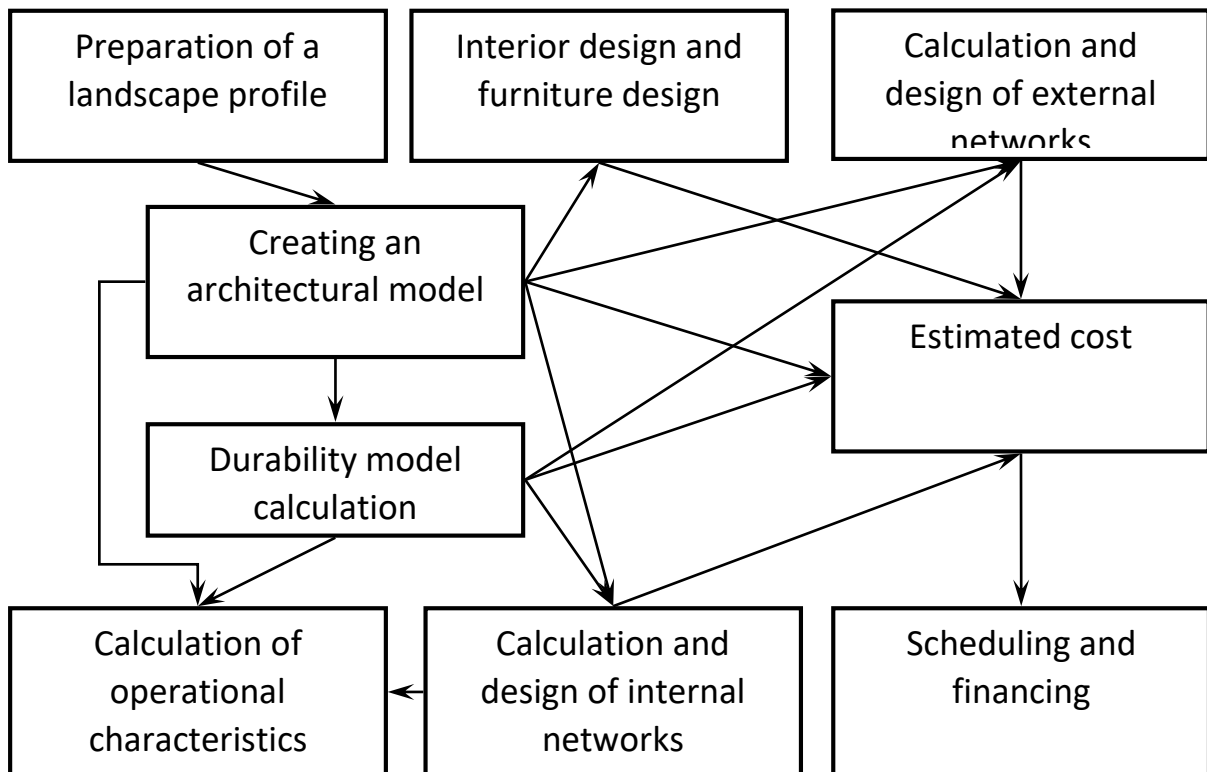 Preparation of a
landscape profile
Interior design and
furniture design
Calculation and
design of external
networks
Creating an
architectural model
Estimated cost
Durability model
calculation
Calculation of
operational
characteristics
Calculation and
design of internal
networks
Scheduling and
financing